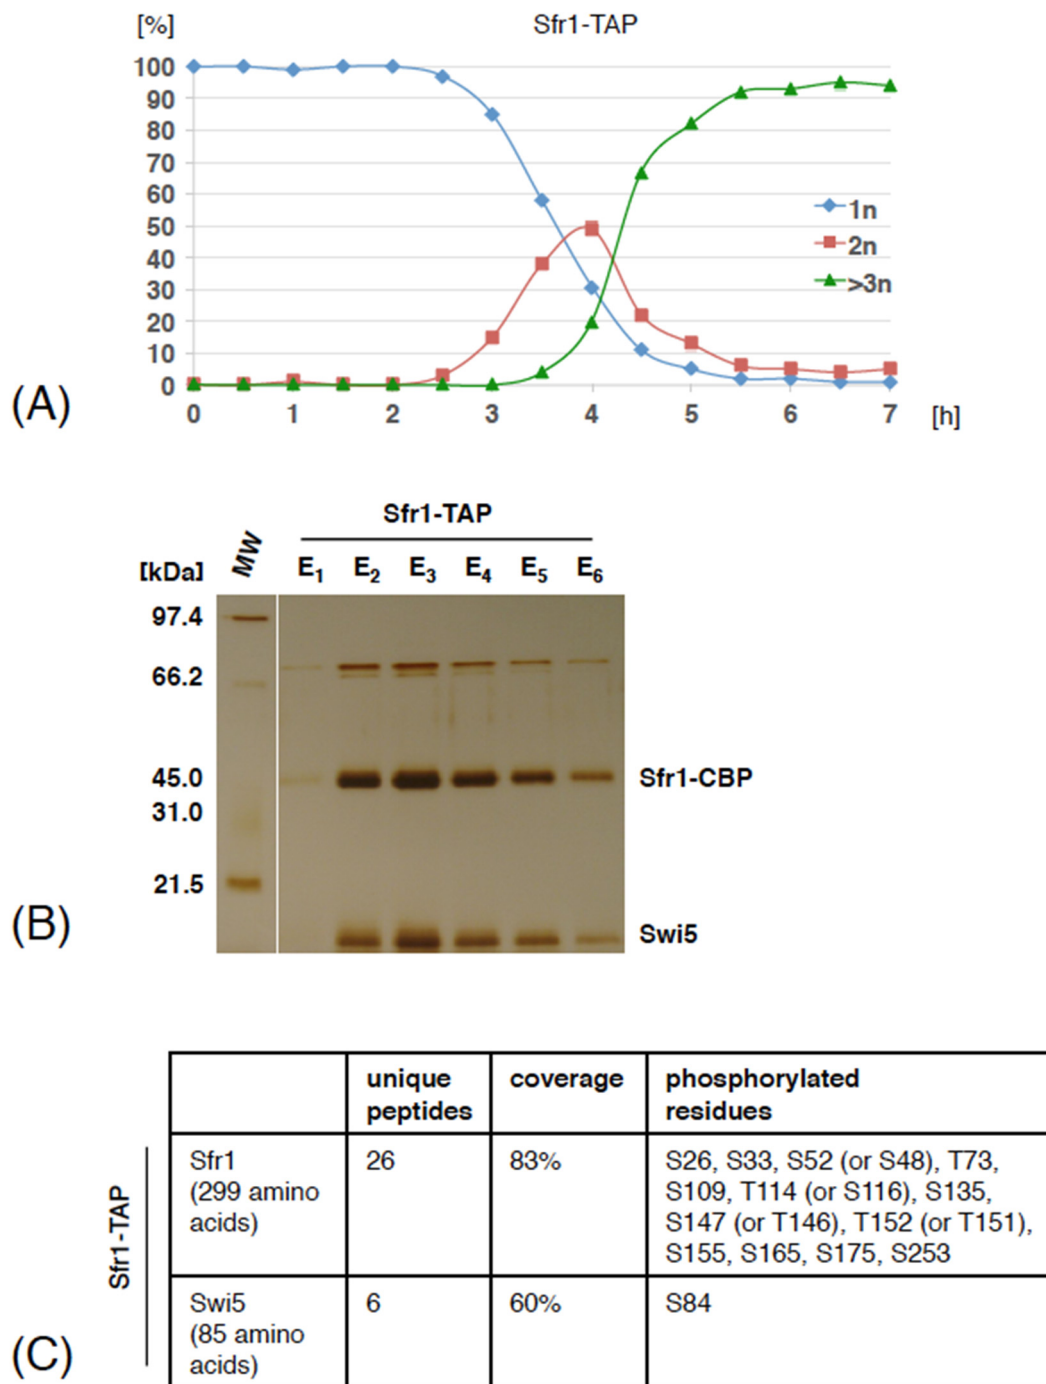 [%]
Sfr1-TAP
100
90
80
70
60
50
40
30
20
10
0
1n
2n
>3n
0 1 2 3 4 5 6 7 [h]
(A)
Sfr1-TAP
[kDa] MW E1 E2 E3 E4 E5 E6
97.4
66.2
45.0
31.0
21.5
Sfr1-CBP
Swi5
(B)
unique
peptides
coverage
phosphorylated
residues
Sfr1-TAP
Sfr1
(299 amino
acids)
26
83%
S26, S33, S52 (or S48), T73,
S109, T114 (or S116), S135,
S147 (or T146), T152 (or T151),
S155, S165, S175, S253
Swi5
(85 amino
acids)
6
60%
S84
(C)